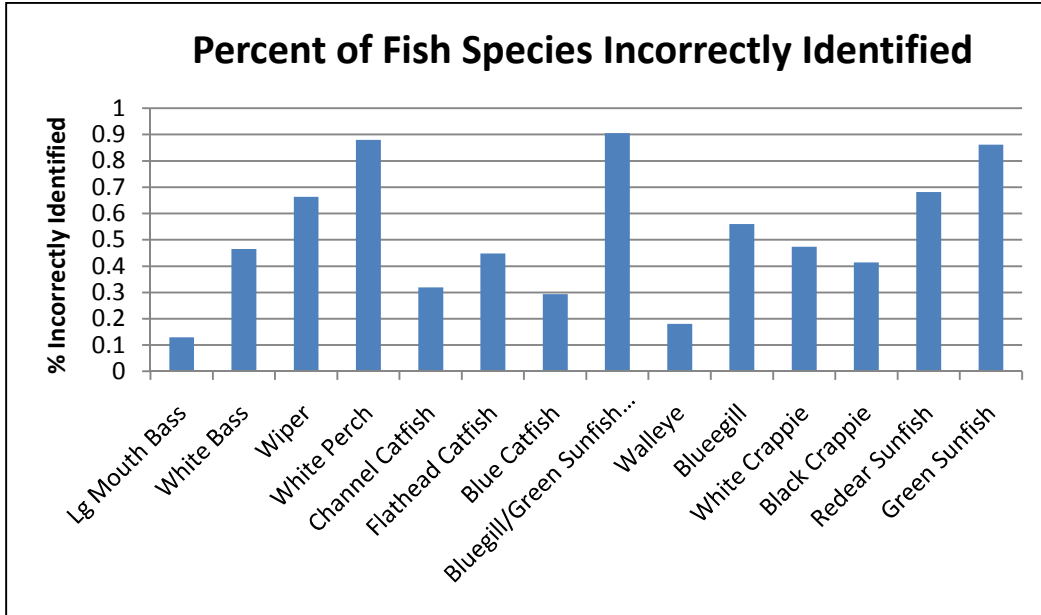 Percent of Fish Species Incorrectly Identified
% Incorrectly Identified
1
0.9
0.8
0.7
0.6
0.5
0.4
0.3
0.2
0.1
0
Lg Mouth Bass
White Bass
Wiper
White Perch
Channel Catfish
Flathead Catfish
Blue Catfish
Bluegill/Green Sunfish...
Walleye
Blueegill
White Crappie
Black Crappie
Redear Sunfish
Green Sunfish